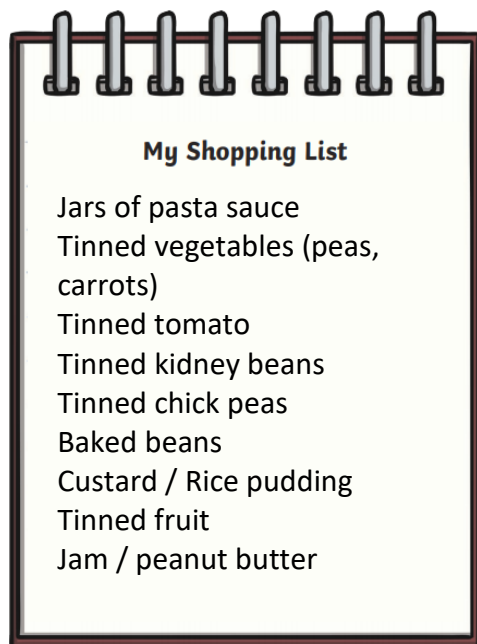 My Shopping List
Jars of pasta sauce
Tinned vegetables (peas,
carrots)
Tinned tomato
Tinned kidney beans
Tinned chick peas
Baked beans
Custard / Rice pudding
Tinned fruit
Jam / peanut butter